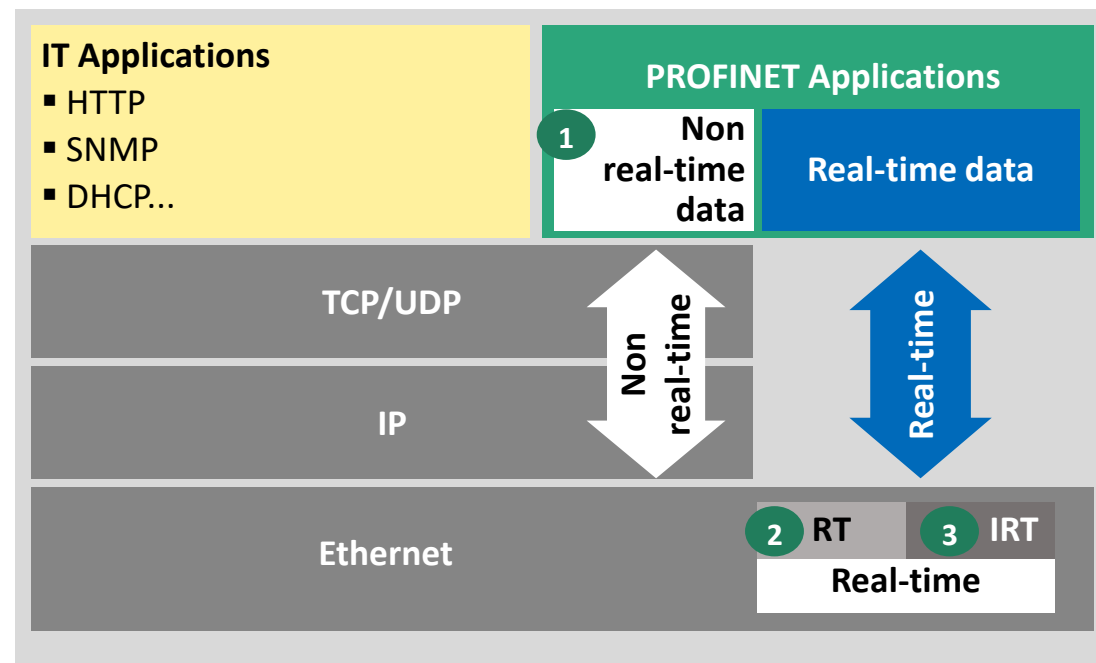 IT Applications
▪ HTTP
▪ SNMP
▪ DHCP...
PROFINET Applications
1
Non
real-time
data
Real-time data
TCP/UDP
Non
real-time
Real-time
IP
Ethernet
2 RT
3 IRT
Real-time